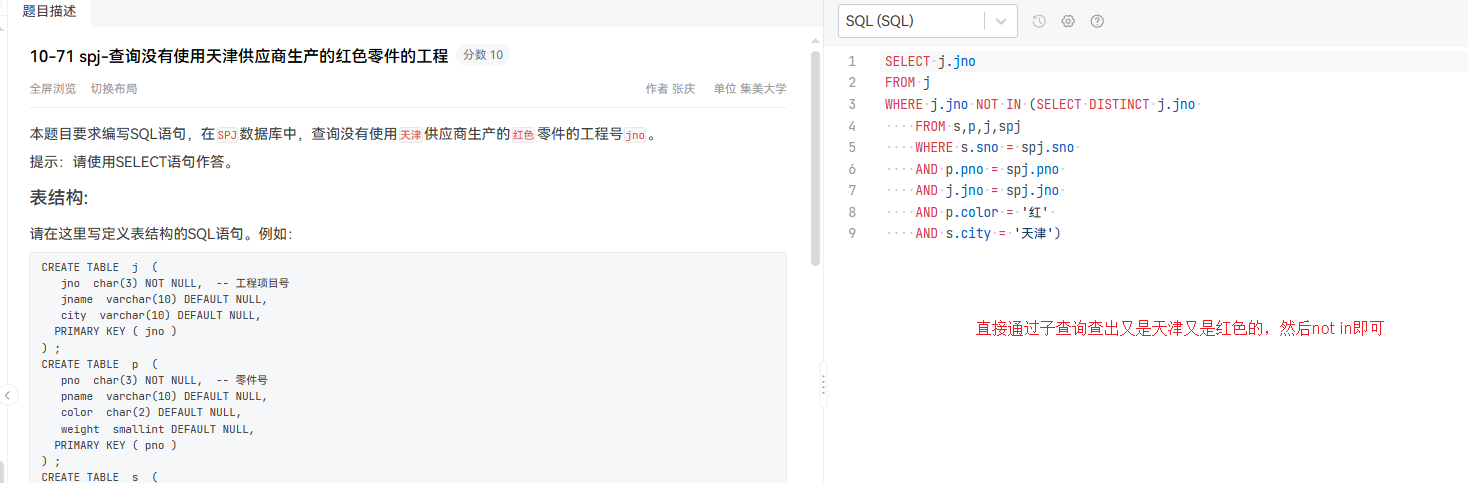 题目描述
10-71 spj-查询没有使用天津供应商生产的红色零件的工程 分数 10
全屏浏览 切换布局 作者 张庆 单位 集美大学
本题目要求编写SQL语句，在SPJ数据库中，查询没有使用天津供应商生产的红色零件的工程号jno。
提示：请使用SELECT语句作答。
表结构:
请在这里写定义表结构的SQL语句。例如：
CREATE TABLE  j  (
jno  char(3) NOT NULL,  -- 工程项目号
jname  varchar(10) DEFAULT NULL,
city  varchar(10) DEFAULT NULL,
PRIMARY KEY ( jno )
) ;
CREATE TABLE  p  (
pno  char(3) NOT NULL,  -- 零件号
pname  varchar(10) DEFAULT NULL,
color  char(2) DEFAULT NULL,
weight  smallint DEFAULT NULL,
PRIMARY KEY ( pno )
) ;
CREATE TABLE  s  (
SQL (SQL)
1 SELECT j.jno
2 FROM j
3 WHERE j.jno NOT IN (SELECT DISTINCT j.jno
4 FROM s,p,j,spj
5 WHERE s.sno = spj.sno
6 AND p.pno = spj.pno
7 AND j.jno = spj.jno
8 AND p.color = '红'
9 AND s.city = '天津')
直接通过子查询查出又是天津又是红色的，然后not in即可